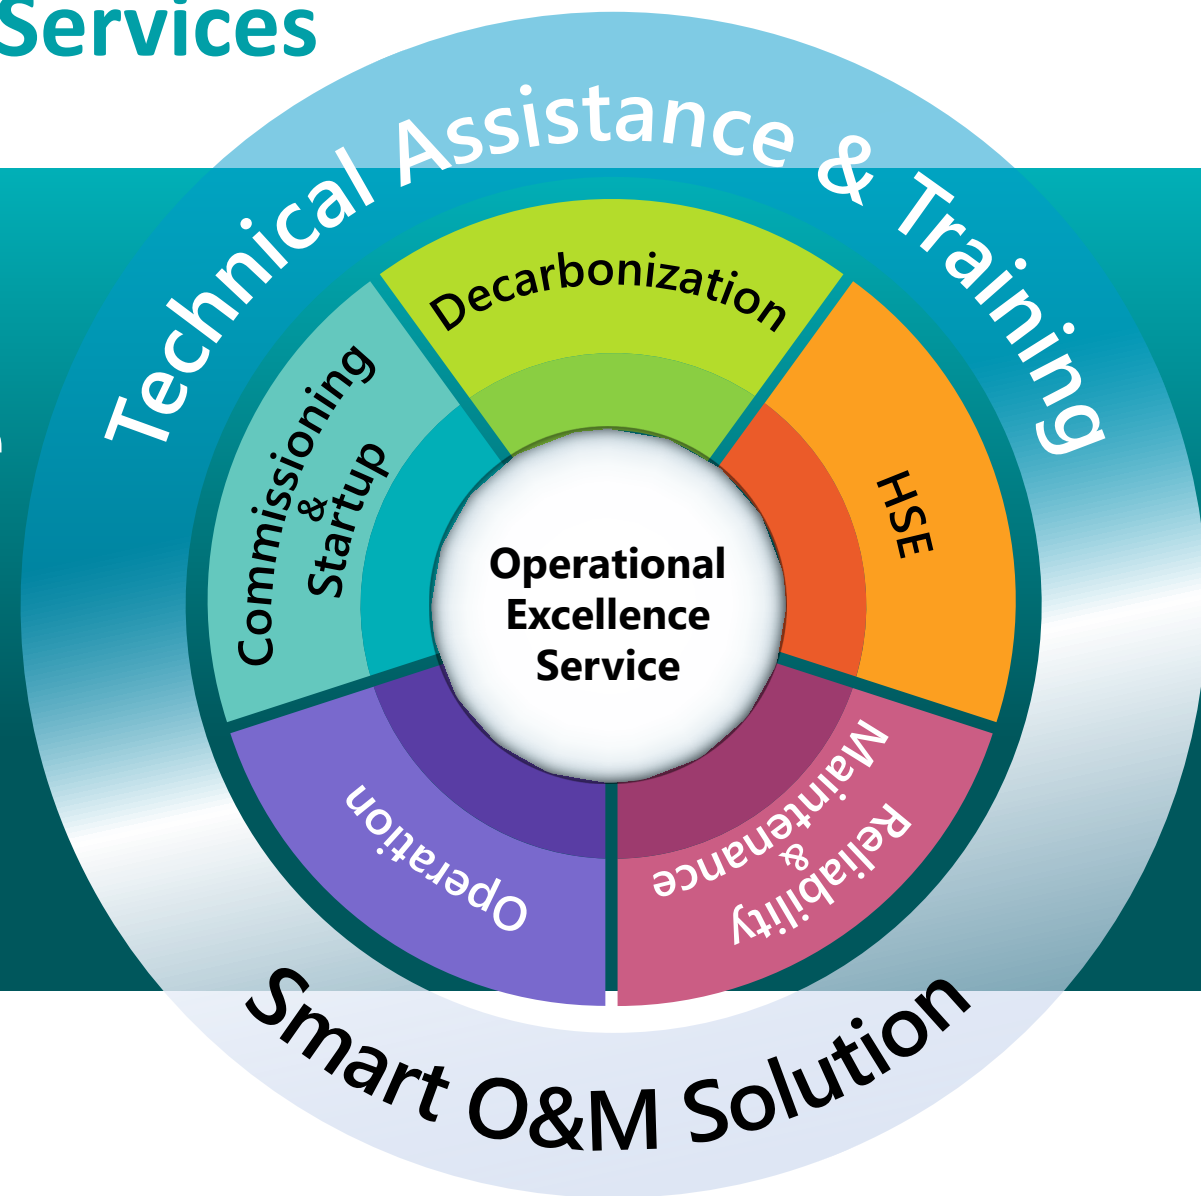 Services
Technical Assistance & Training
Decarbonization
HSE
Reliability
&
Maintenance
Operation
Commissioning
&
Startup
Operational
Excellence
Service
Smart O&M Solution